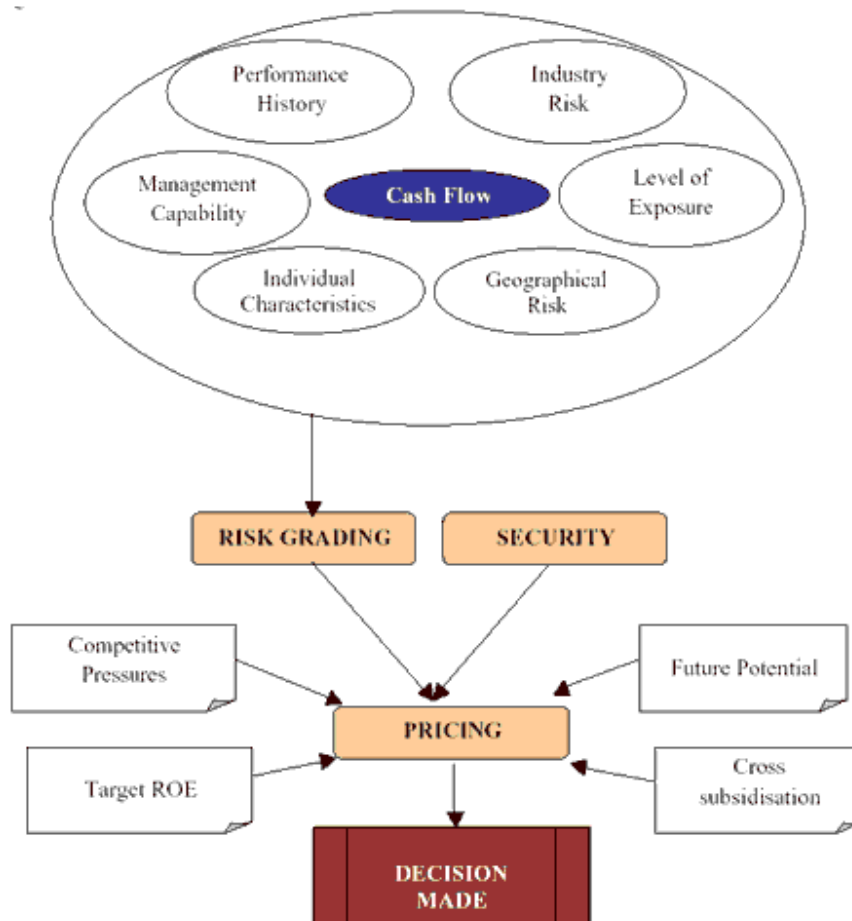 Performance
History
Industry
Risk
Management
Capability
Cash Flow
Level of
Exposure
Individual
Characteristics
Geographical
Risk
RISK GRADING
SECURITY
Competitive
Pressures
Future Potential
PRICING
Target ROE
Cross
subsidisation
DECISION
MADE